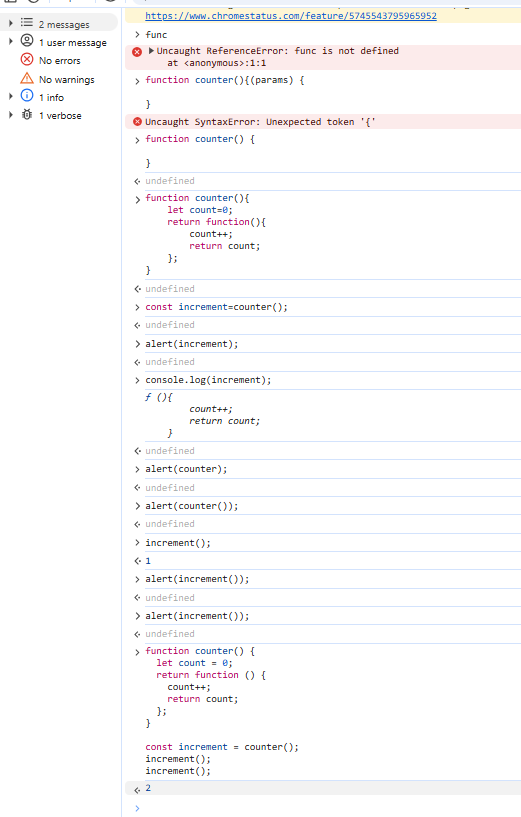 2 messages
1 user message
No errors
No warnings
1 info
1 verbose
https://www.chromestatus.com/feature/5745543795965952
func
Uncaught ReferenceError: func is not defined
at <anonymous>:1:1
function counter(){(params) {
}
Uncaught SyntaxError: Unexpected token '{'
function counter() {
}
undefined
function counter(){
let count=0;
return function(){
count++;
return count;
};
}
undefined
const increment=counter();
undefined
alert(increment);
undefined
console.log(increment);
ƒ (){
count++;
return count;
}
undefined
alert(counter);
undefined
alert(counter());
undefined
increment();
1
alert(increment());
undefined
alert(increment());
undefined
function counter() {
let count = 0;
return function () {
count++;
return count;
};
}
const increment = counter();
increment();
increment();
2